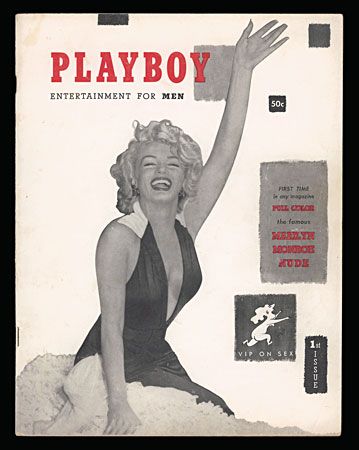 PLAYBOY
ENTERTAINMENT FOR MEN
50c
FIRST TIME
in any magazine
FULL COLOR
the famous
MARILYN
MONROE
NUDE
VIP ON SEX
1st
ISSUE